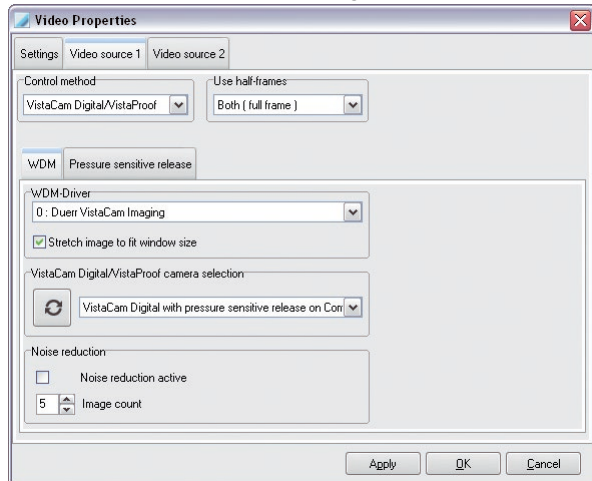 Video Properties
Settings Video source 1 Video source 2
Control method Use half-frames
VistaCam Digital/VistaProof Both ( full frame )
WDM Pressure sensitive release
WDM-Driver
0 : Duerr VistaCam Imaging
Stretch image to fit window size
VistaCam Digital/VistaProof camera selection
VistaCam Digital with pressure sensitive release on Com
Noise reduction
Noise reduction active
5 Image count
Apply OK Cancel